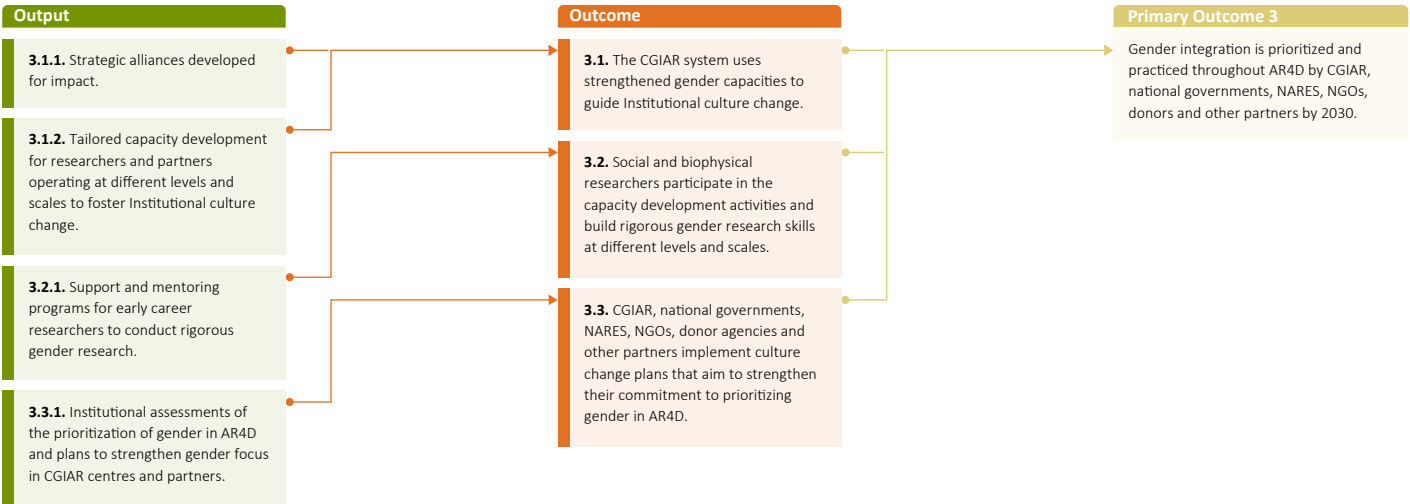 Output
3.1.1. Strategic alliances developed
for impact.
3.1.2. Tailored capacity development
for researchers and partners
operating at different levels and
scales to foster Institutional culture
change.
3.2.1. Support and mentoring
programs for early career
researchers to conduct rigorous
gender research.
3.3.1. Institutional assessments of
the prioritization of gender in AR4D
and plans to strengthen gender focus
in CGIAR centres and partners.
Outcome
3.1. The CGIAR system uses
strengthened gender capacities to
guide Institutional culture change.
3.2. Social and biophysical
researchers participate in the
capacity development activities and
build rigorous gender research skills
at different levels and scales.
3.3. CGIAR, national governments,
NARES, NGOs, donor agencies and
other partners implement culture
change plans that aim to strengthen
their commitment to prioritizing
gender in AR4D.
Primary Outcome 3
Gender integration is prioritized and
practiced throughout AR4D by CGIAR,
national governments, NARES, NGOs,
donors and other partners by 2030.